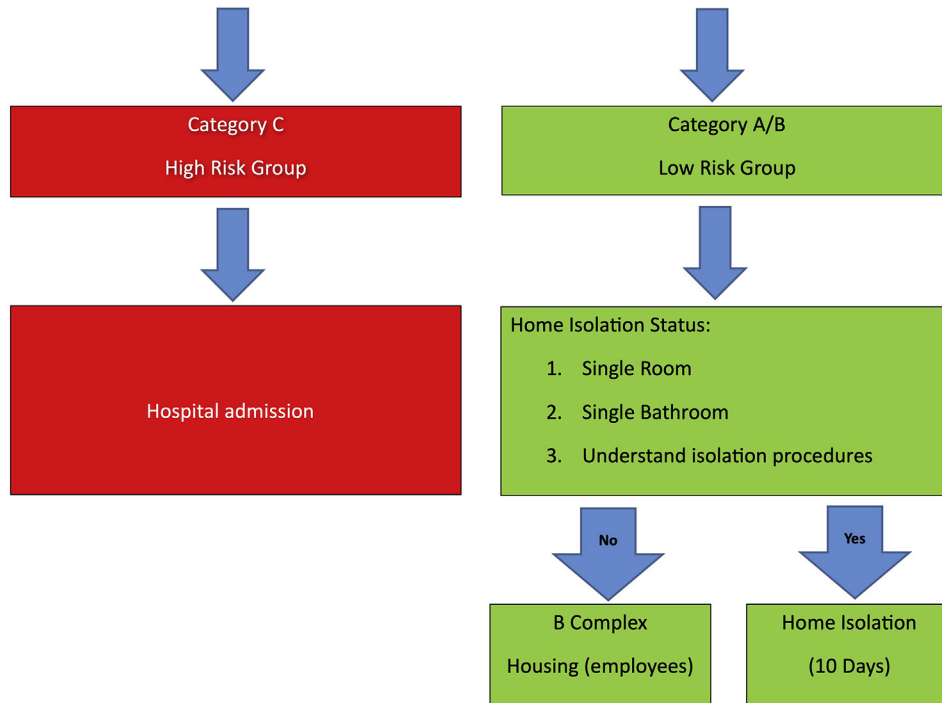 Category C
High Risk Group
Category A/B
Low Risk Group
Hospital admission
Home Isolation Status:
1. Single Room
2. Single Bathroom
3. Understand isolation procedures
No
Yes
B Complex
Housing (employees)
Home Isolation
(10 Days)